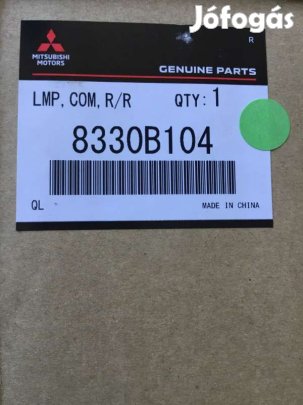 Jófogás
R
MITSUBISHI
MOTORS
GENUINE PARTS
LMP, COM, R/R QTY: 1
8330B104
QL MADE IN CHINA